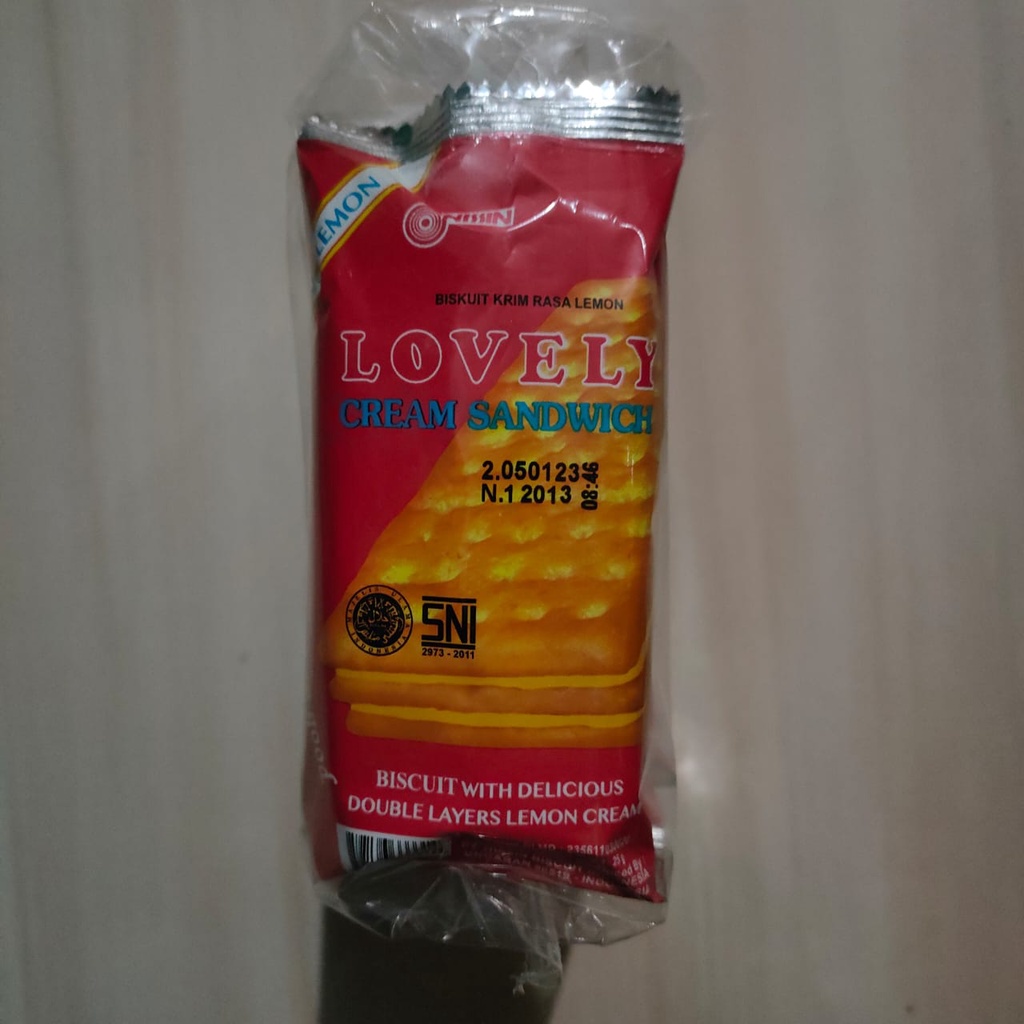 LEMON
NISSIN
BISKUIT KRIM RASA LEMON
LOVELY
CREAM SANDWICH
2.050123
N.1 2013
08:46
SNI
2973 - 2011
food
BISCUIT WITH DELICIOUS
DOUBLE LAYERS LEMON CREAM